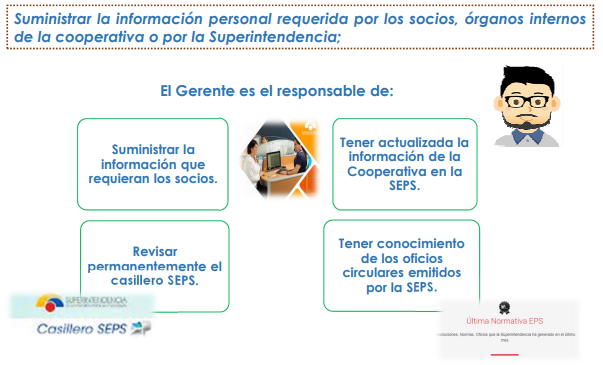 Suministrar la información personal requerida por los socios, órganos internos
de la cooperativa o por la Superintendencia;
El Gerente es el responsable de:
Suministrar la
información que
requieran los socios.
Tener actualizada la
información de la
Cooperativa en la
SEPS.
Revisar
permanentemente el
casillero SEPS.
Tener conocimiento
de los oficios
circulares emitidos
por la SEPS.
SUPERINTENDENCIA
Casillero SEPS
Última Normativa EPS
Normas, Oficios que la Superintendencia ha generado en el último
mes